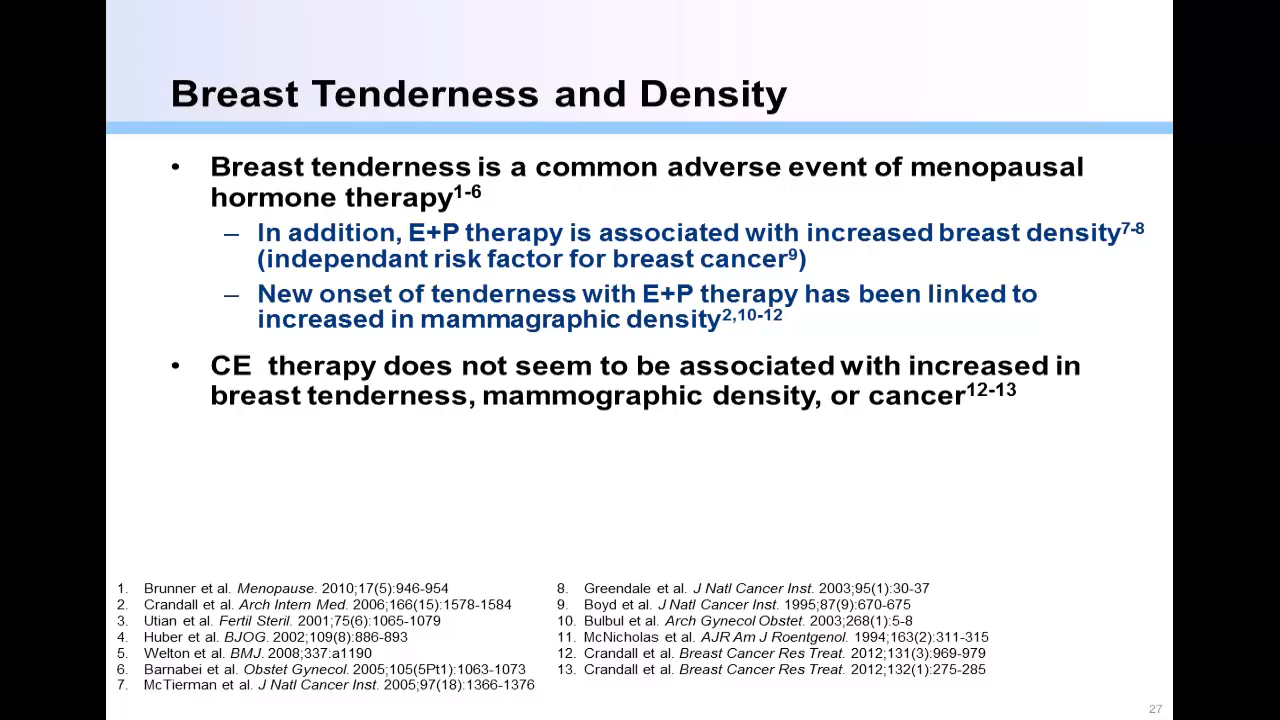 Breast Tenderness and Density
• Breast tenderness is a common adverse event of menopausal
hormone therapy1-6
– In addition, E+P therapy is associated with increased breast density7-8
(independant risk factor for breast cancer9)
– New onset of tenderness with E+P therapy has been linked to
increased in mammagraphic density2,10-12
• CE therapy does not seem to be associated with increased in
breast tenderness, mammographic density, or cancer12-13
1. Brunner et al. Menopause. 2010;17(5):946-954
2. Crandall et al. Arch Intern Med. 2006;166(15):1578-1584
3. Utian et al. Fertil Steril. 2001;75(6):1065-1079
4. Huber et al. BJOG. 2002;109(8):886-893
5. Welton et al. BMJ. 2008;337:a1190
6. Barnabei et al. Obstet Gynecol. 2005;105(5Pt1):1063-1073
7. McTierman et al. J Natl Cancer Inst. 2005;97(18):1366-1376
8. Greendale et al. J Natl Cancer Inst. 2003;95(1):30-37
9. Boyd et al. J Natl Cancer Inst. 1995;87(9):670-675
10. Bulbul et al. Arch Gynecol Obstet. 2003;268(1):5-8
11. McNicholas et al. AJR Am J Roentgenol. 1994;163(2):311-315
12. Crandall et al. Breast Cancer Res Treat. 2012;131(3):969-979
13. Crandall et al. Breast Cancer Res Treat. 2012;132(1):275-285
27